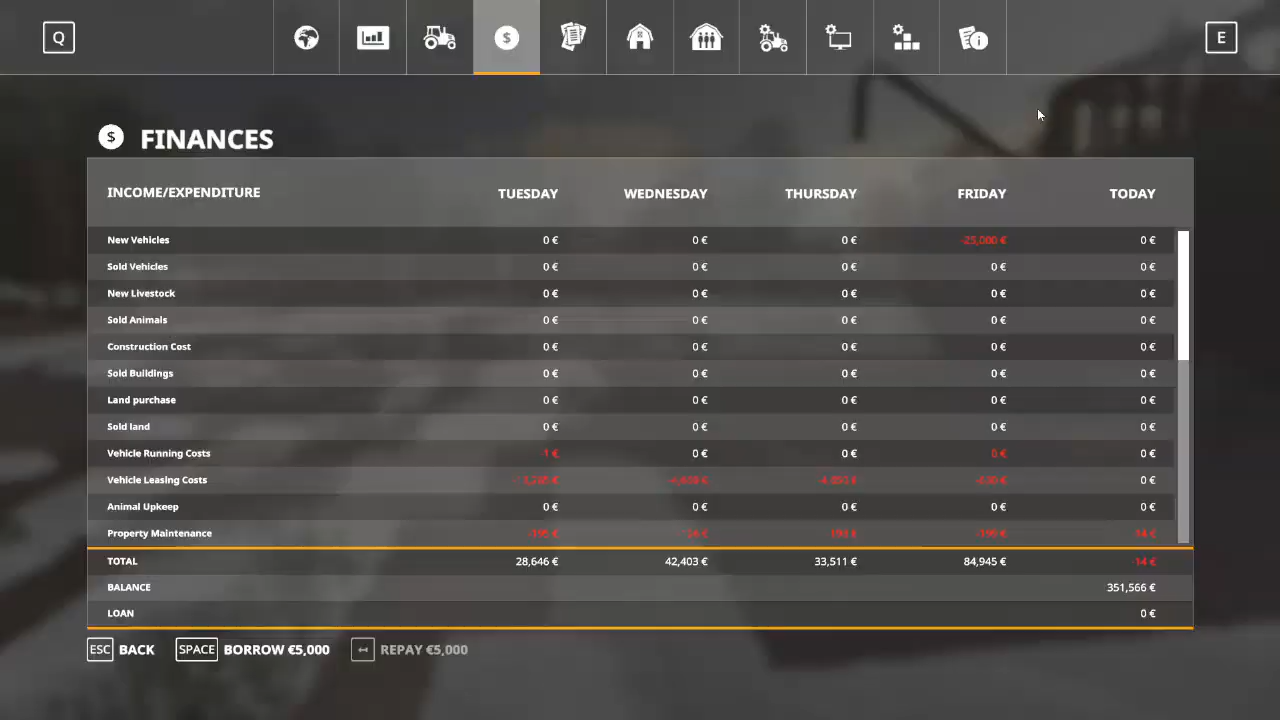 Q E
FINANCES
INCOME/EXPENDITURE TUESDAY WEDNESDAY THURSDAY FRIDAY TODAY
New Vehicles 0 € 0 € 0 € -25,000 € 0 €
Sold Vehicles 0 € 0 € 0 € 0 € 0 €
New Livestock 0 € 0 € 0 € 0 € 0 €
Sold Animals 0 € 0 € 0 € 0 € 0 €
Construction Cost 0 € 0 € 0 € 0 € 0 €
Sold Buildings 0 € 0 € 0 € 0 € 0 €
Land purchase 0 € 0 € 0 € 0 € 0 €
Sold land 0 € 0 € 0 € 0 € 0 €
Vehicle Running Costs -1 € 0 € 0 € 0 € 0 €
Vehicle Leasing Costs 0 €
Animal Upkeep 0 € 0 € 0 € 0 € 0 €
Property Maintenance -14 €
TOTAL 28,646 € 42,403 € 33,511 € 84,945 € -14 €
BALANCE 351,566 €
LOAN 0 €
ESC BACK SPACE BORROW €5,000 REPAY €5,000